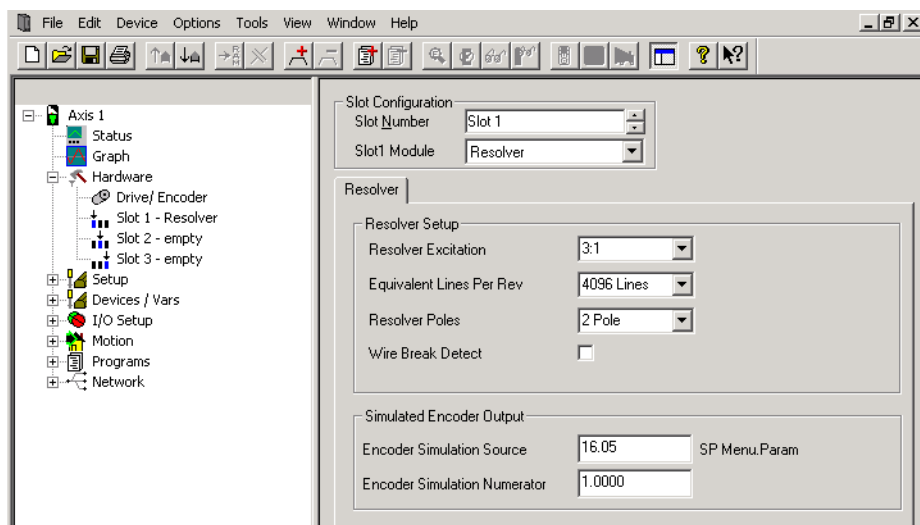 File Edit Device Options Tools View Window Help
Axis 1
Status
Graph
Hardware
Drive/ Encoder
Slot 1 - Resolver
Slot 2 - empty
Slot 3 - empty
Setup
Devices / Vars
I/O Setup
Motion
Programs
Network
Slot Configuration
Slot Number Slot 1
Slot1 Module Resolver
Resolver
Resolver Setup
Resolver Excitation 3:1
Equivalent Lines Per Rev 4096 Lines
Resolver Poles 2 Pole
Wire Break Detect
Simulated Encoder Output
Encoder Simulation Source 16.05 SP Menu.Param
Encoder Simulation Numerator 1.0000